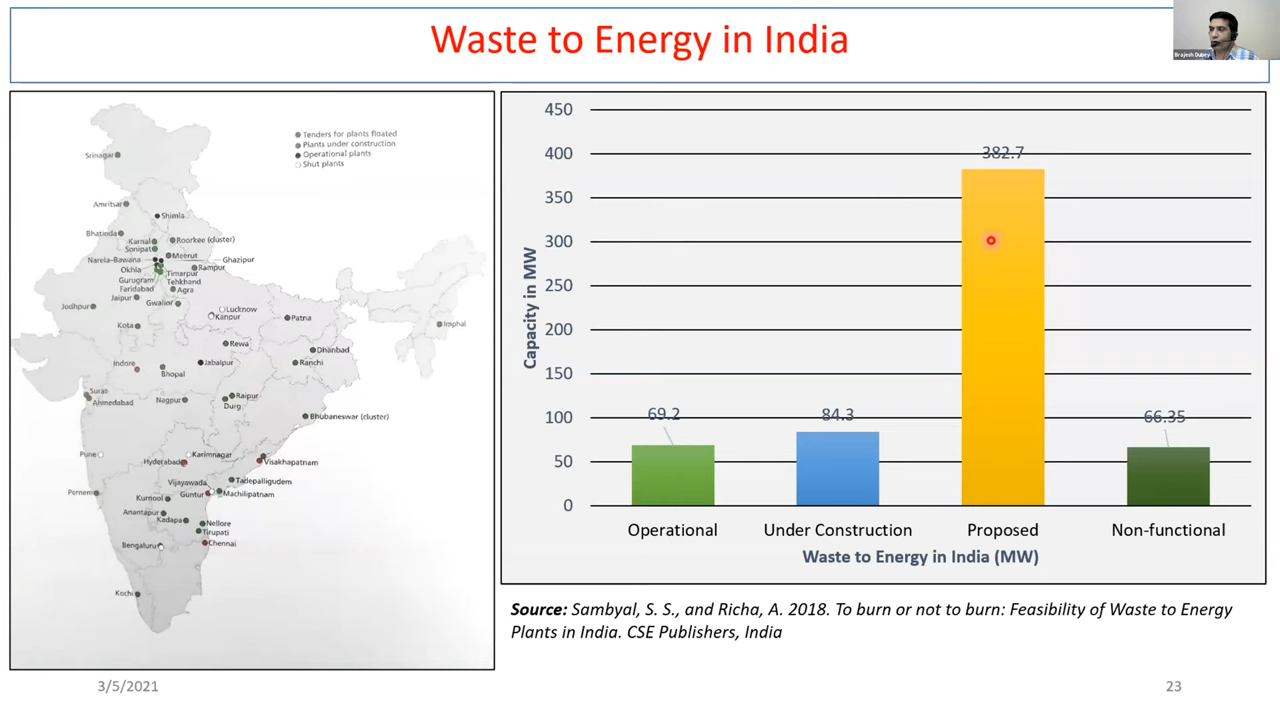 Waste to Energy in India
Brajesh Dubey
Tenders for plants floated
Plants under construction
Operational plants
Shut plants
Srinagar
Amritsar
Shimla
Bhatinda
Karnal
Roorkee (cluster)
Sonipat
Meerut
Narela-Bawana
Ghazipur
Okhla
Rampur
Timarpur
Gurugram
Tehkhand
Faridabad
Agra
Jaipur
Gwalior
Jodhpur
Lucknow
Kanpur
Patna
Kota
Imphal
Rewa
Dhanbad
Indore
Jabalpur
Ranchi
Bhopal
Surat
Ahmedabad
Nagpur
Raipur
Durg
Bhubaneswar (cluster)
Pune
Karimnagar
Hyderabad
Visakhapatnam
Vijayawada
Tadepalligudem
Pernem
Guntur
Machilipatnam
Kurnool
Anantapur
Kadapa
Nellore
Tirupati
Bengaluru
Chennai
Kochi
450
400
350
300
250
200
150
100
50
0
Capacity in MW
69.2
84.3
382.7
66.35
Operational
Under Construction
Proposed
Non-functional
Waste to Energy in India (MW)
Source: Sambyal, S. S., and Richa, A. 2018. To burn or not to burn: Feasibility of Waste to Energy
Plants in India. CSE Publishers, India
3/5/2021
23